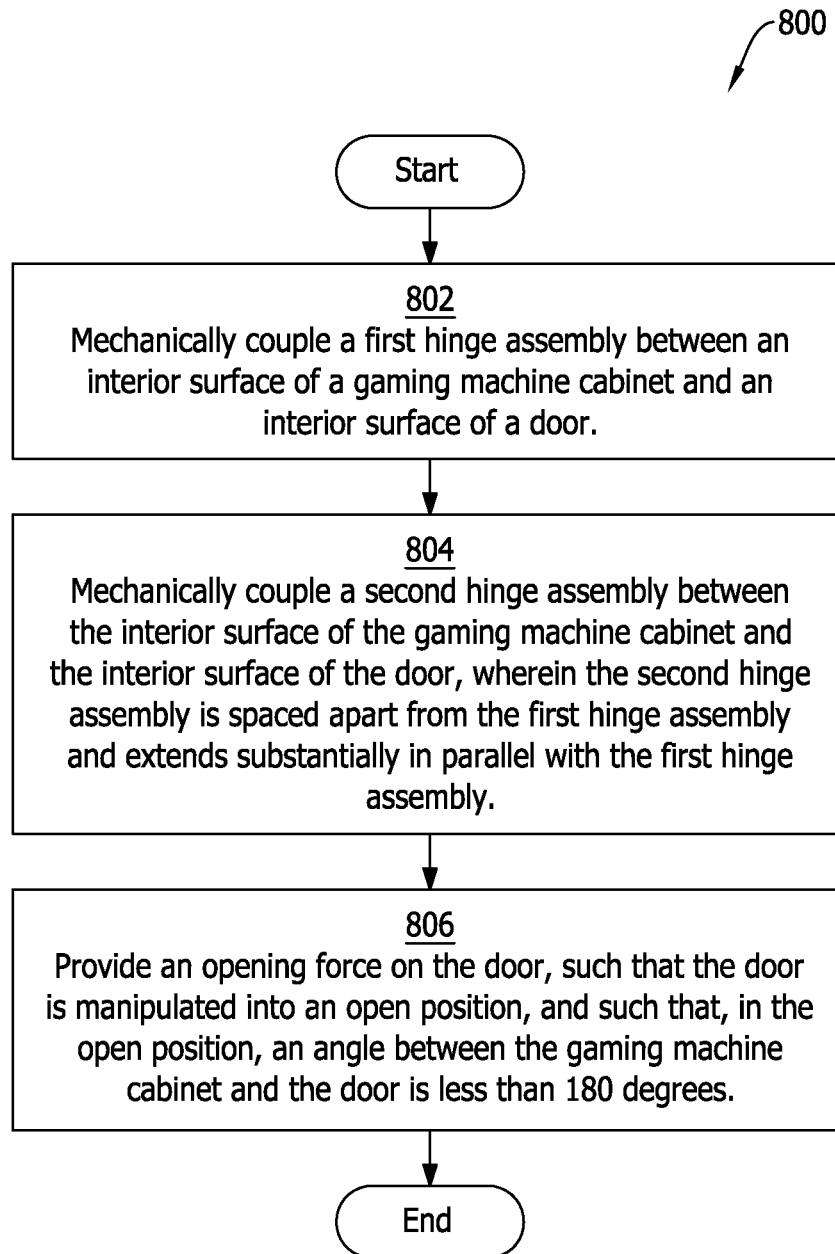 800
Start
802
Mechanically couple a first hinge assembly between an
interior surface of a gaming machine cabinet and an
interior surface of a door.
804
Mechanically couple a second hinge assembly between
the interior surface of the gaming machine cabinet and
the interior surface of the door, wherein the second hinge
assembly is spaced apart from the first hinge assembly
and extends substantially in parallel with the first hinge
assembly.
806
Provide an opening force on the door, such that the door
is manipulated into an open position, and such that, in the
open position, an angle between the gaming machine
cabinet and the door is less than 180 degrees.
End